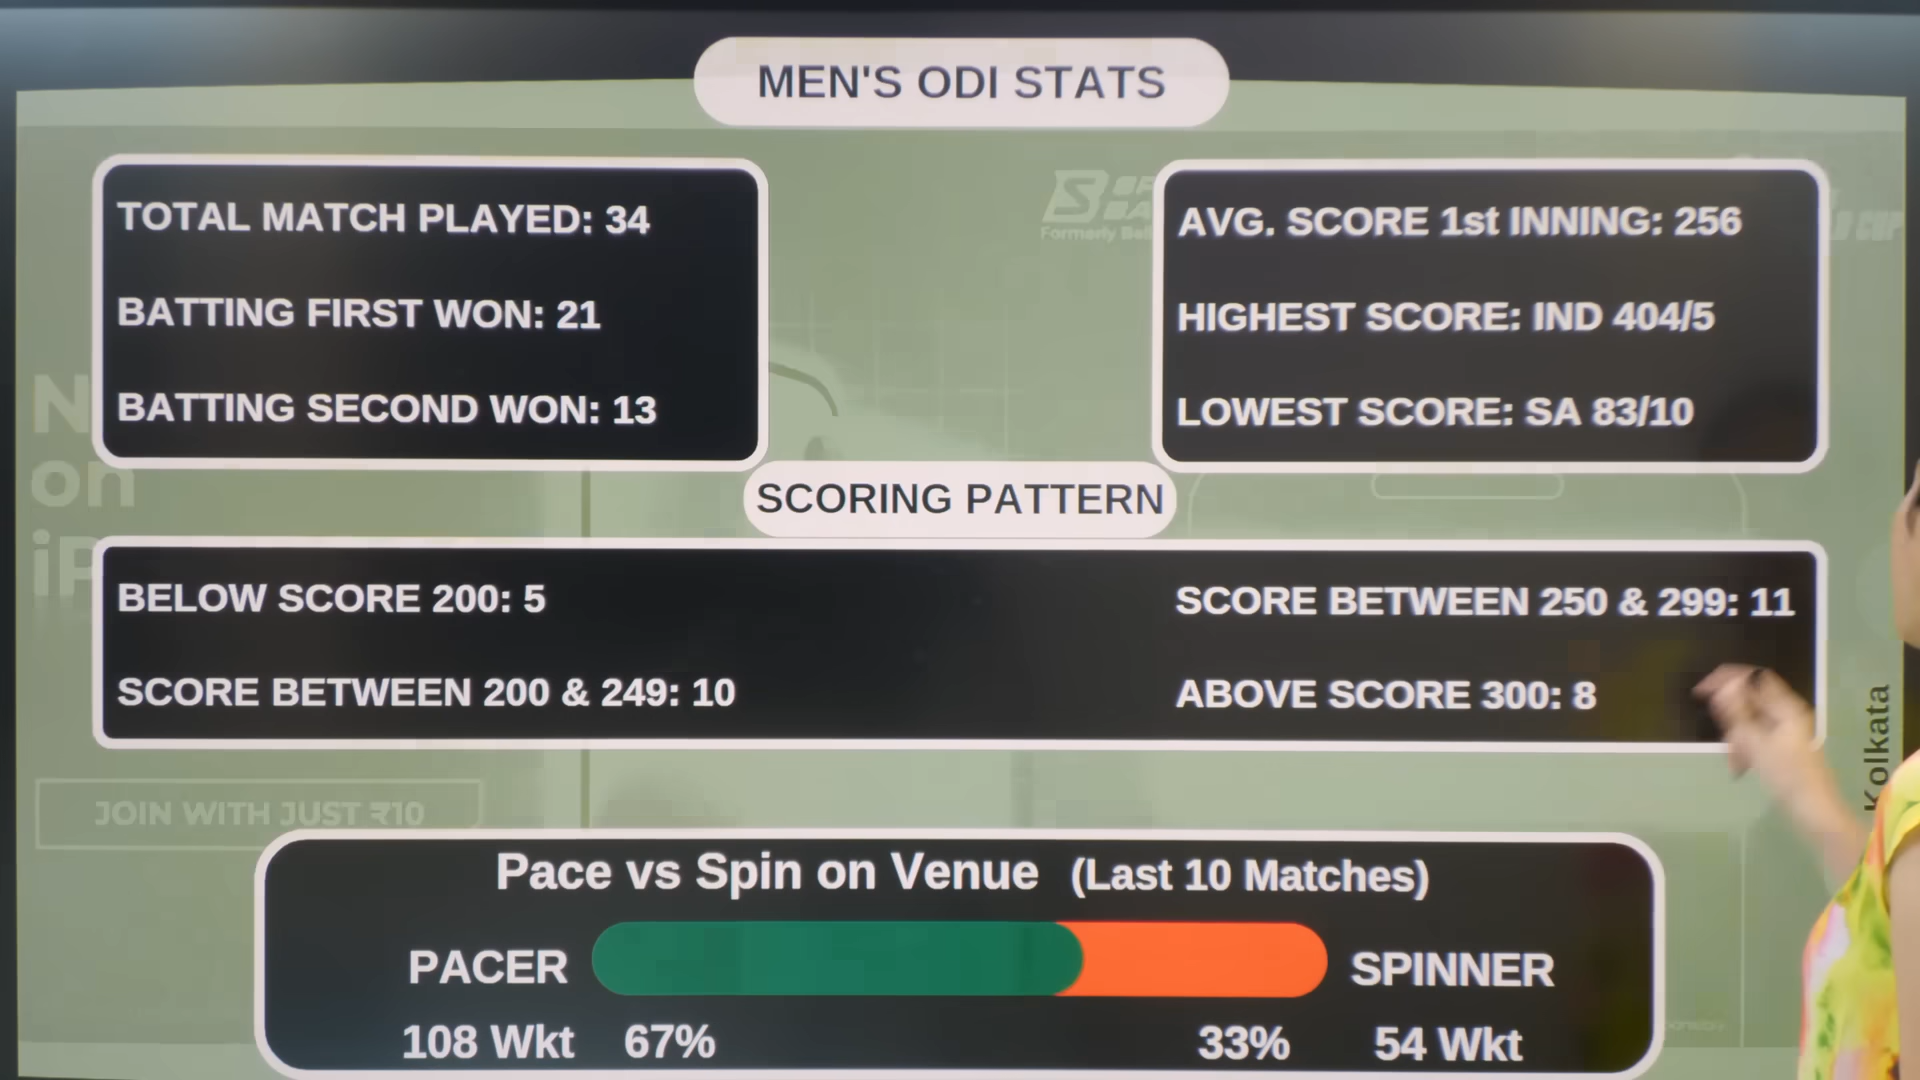 MEN'S ODI STATS
TOTAL MATCH PLAYED: 34
BATTING FIRST WON: 21
BATTING SECOND WON: 13
Formerly
AVG. SCORE 1st INNING: 256
HIGHEST SCORE: IND 404/5
LOWEST SCORE: SA 83/10
on
SCORING PATTERN
BELOW SCORE 200: 5
SCORE BETWEEN 200 & 249: 10
SCORE BETWEEN 250 & 299: 11
ABOVE SCORE 300: 8
Kolkata
JOIN WITH JUST ₹10
Pace vs Spin on Venue (Last 10 Matches)
PACER
SPINNER
108 Wkt 67%
33% 54 Wkt